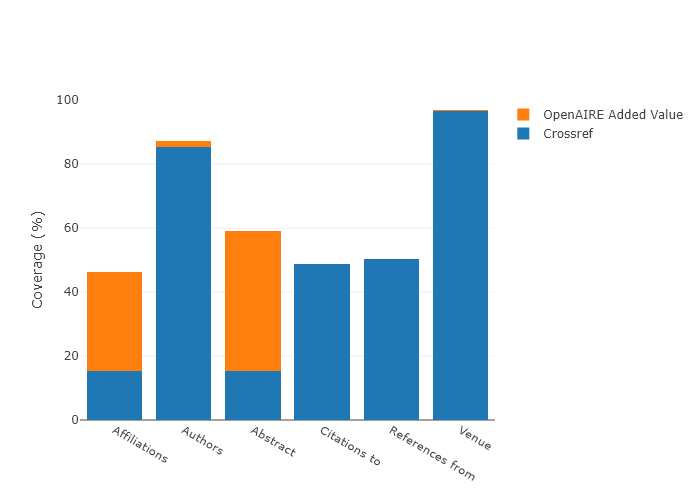 100
80
60
40
20
0
Coverage (%)
OpenAIRE Added Value
Crossref
Affiliations
Authors
Abstract
Citations to
References from
Venue